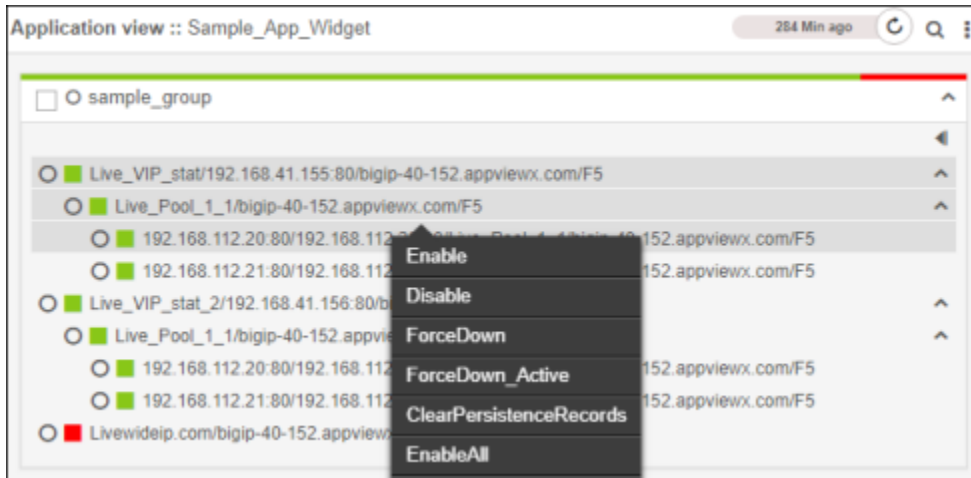 Application view :: Sample_App_Widget
284 Min ago
sample_group
Live_VIP_stat/192.168.41.155:80/bigip-40-152.appviewx.com/F5
Live_Pool_1_1/bigip-40-152.appviewx.com/F5
192.168.112.20:80/192.168.112 152.appviewx.com/F5
192.168.112.21:80/192.168.112 152.appviewx.com/F5
Live_VIP_stat_2/192.168.41.156:80/b
Live_Pool_1_1/bigip-40-152.appvie
192.168.112.20:80/192.168.112 152.appviewx.com/F5
192.168.112.21:80/192.168.112 152.appviewx.com/F5
Livewideip.com/bigip-40-152.appview
Enable
Disable
ForceDown
ForceDown_Active
ClearPersistenceRecords
EnableAll